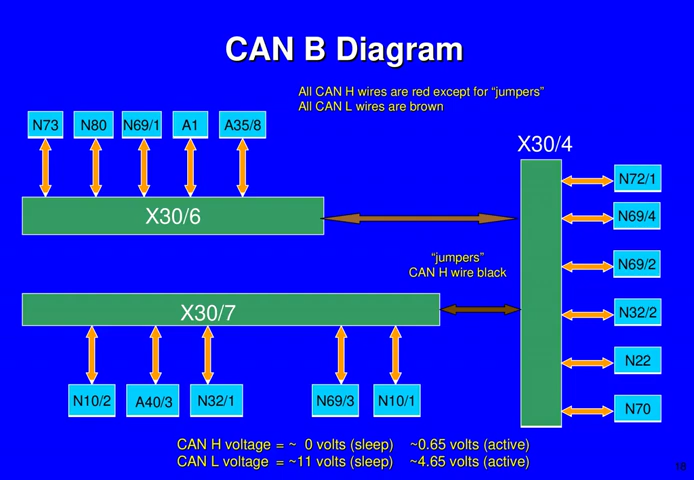 CAN B Diagram
All CAN H wires are red except for “jumpers”
All CAN L wires are brown
N73
N80
N69/1
A1
A35/8
X30/4
N72/1
X30/6
N69/4
“jumpers”
CAN H wire black
N69/2
X30/7
N32/2
N22
N10/2
A40/3
N32/1
N69/3
N10/1
N70
CAN H voltage = ~ 0 volts (sleep) ~0.65 volts (active)
CAN L voltage = ~11 volts (sleep) ~4.65 volts (active)